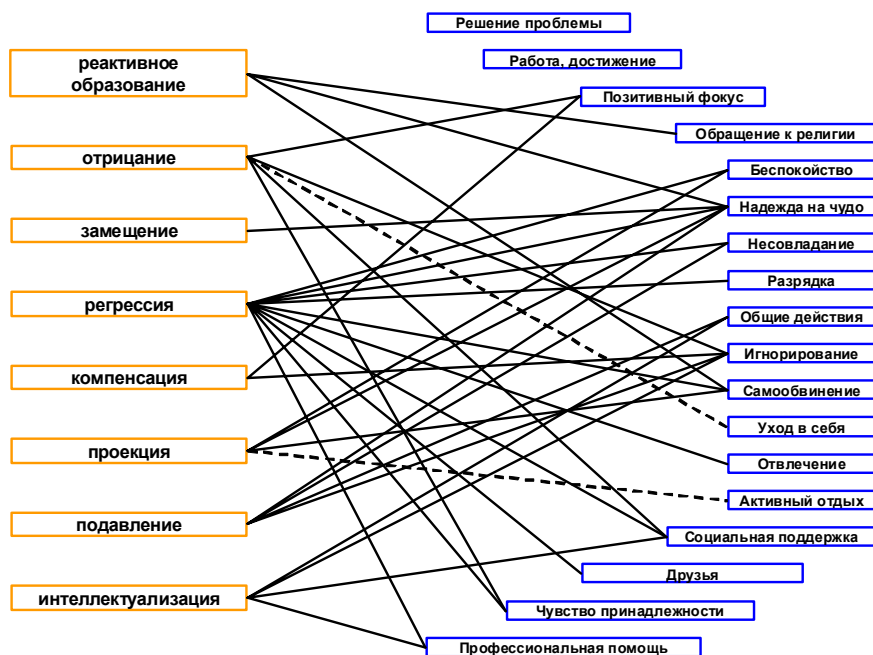 Решение проблемы
реактивное
образование
Работа, достижение
Позитивный фокус
Обращение к религии
отрицание
Беспокойство
Надежда на чудо
замещение
Несовладание
Разрядка
регрессия
Общие действия
Игнорирование
компенсация
Самообвинение
Уход в себя
проекция
Отвлечение
Активный отдых
подавление
Социальная поддержка
Друзья
интеллектуализация
Чувство принадлежности
Профессиональная помощь